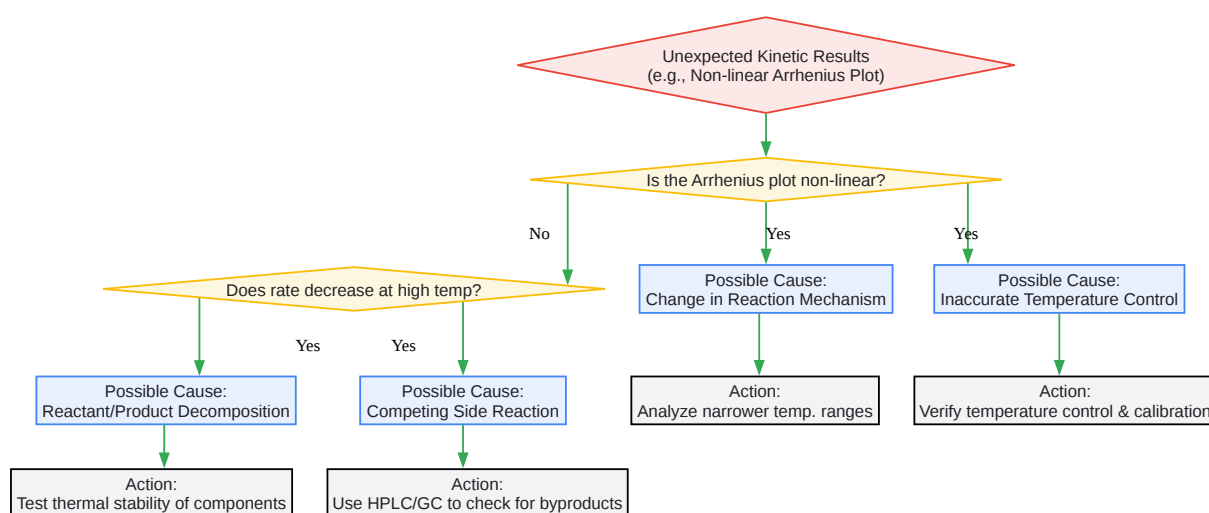 Unexpected Kinetic Results
(e.g., Non-linear Arrhenius Plot)
Is the Arrhenius plot non-linear?
No
Yes
Yes
Does rate decrease at high temp?
Possible Cause:
Change in Reaction Mechanism
Possible Cause:
Inaccurate Temperature Control
Yes
Yes
Possible Cause:
Reactant/Product Decomposition
Possible Cause:
Competing Side Reaction
Action:
Analyze narrower temp. ranges
Action:
Verify temperature control & calibration
Action:
Test thermal stability of components
Action:
Use HPLC/GC to check for byproducts